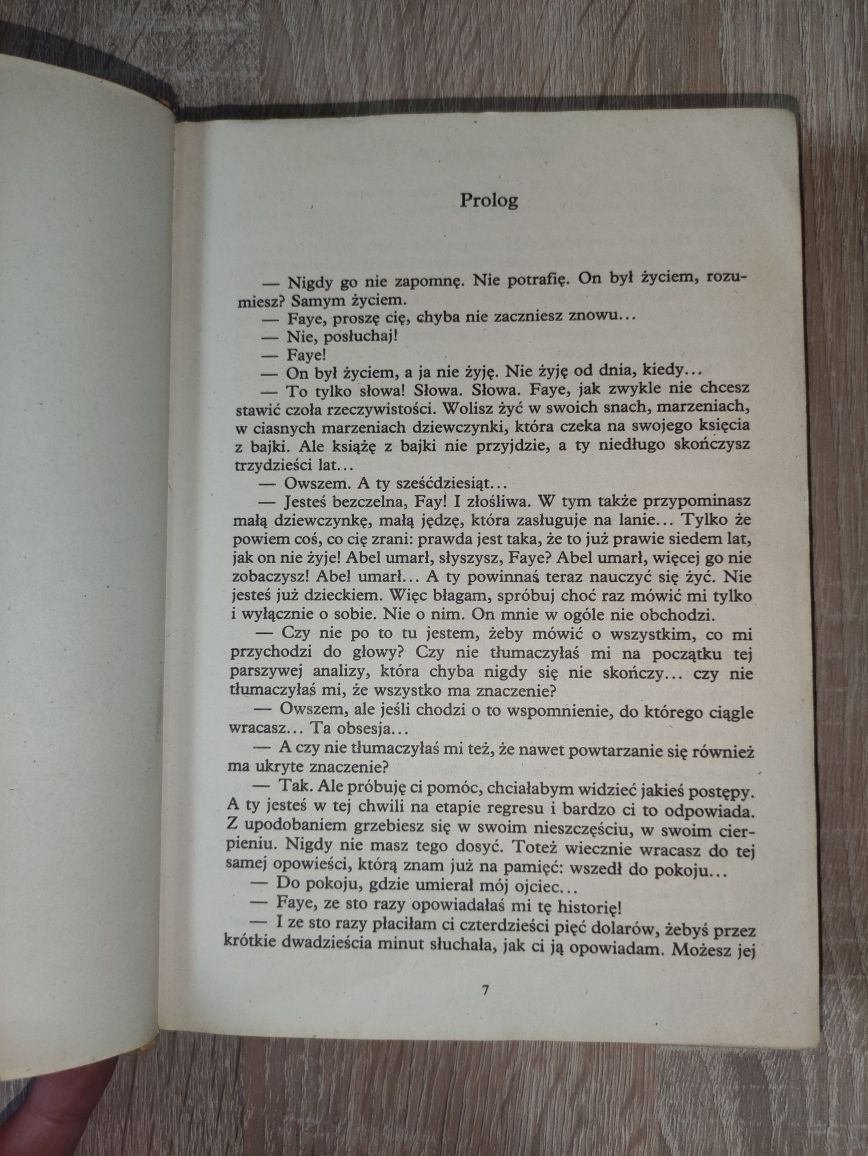 Prolog
— Nigdy go nie zapomnę. Nie potrafię. On był życiem, rozu-
miesz? Samym życiem.
— Faye, proszę cię, chyba nie zaczniesz znowu...
— Nie, posłuchaj!
— Faye!
— On był życiem, a ja nie żyję. Nie żyję od dnia, kiedy...
— To tylko słowa! Słowa. Słowa. Faye, jak zwykle nie chcesz
stawić czoła rzeczywistości. Wolisz żyć w swoich snach, marzeniach,
w ciasnych marzeniach dziewczynki, która czeka na swojego księcia
z bajki. Ale książę z bajki nie przyjdzie, a ty niedługo skończysz
trzydzieści lat...
— Owszem. A ty sześćdziesiąt...
— Jesteś bezczelna, Fay! I złośliwa. W tym także przypominasz
małą dziewczynkę, małą jędzę, która zasługuje na lanie... Tylko że
powiem coś, co cię zrani: prawda jest taka, że to już prawie siedem lat,
jak on nie żyje! Abel umarł, słyszysz, Faye? Abel umarł, więcej go nie
zobaczysz! Abel umarł... A ty powinnaś teraz nauczyć się żyć. Nie
jesteś już dzieckiem. Więc błagam, spróbuj choć raz mówić mi tylko
i wyłącznie o sobie. Nie o nim. On mnie w ogóle nie obchodzi.
— Czy nie po to tu jestem, żeby mówić o wszystkim, co mi
przychodzi do głowy? Czy nie tłumaczyłaś mi na początku tej
parszywej analizy, która chyba nigdy się nie skończy... czy nie
tłumaczyłaś mi, że wszystko ma znaczenie?
— Owszem, ale jeśli chodzi o to wspomnienie, do którego ciągle
wracasz... Ta obsesja...
— A czy nie tłumaczyłaś mi też, że nawet powtarzanie się również
ma ukryte znaczenie?
— Tak. Ale próbuję ci pomóc, chciałabym widzieć jakieś postępy.
A ty jesteś w tej chwili na etapie regresu i bardzo ci to odpowiada.
Z upodobaniem grzebiesz się w swoim nieszczęściu, w swoim cier-
pieniu. Nigdy nie masz tego dosyć. Toteż wiecznie wracasz do tej
samej opowieści, którą znam już na pamięć: wszedł do pokoju...
— Do pokoju, gdzie umierał mój ojciec...
— Faye, ze sto razy opowiadałaś mi tę historię!
— I ze sto razy płaciłam ci czterdzieści pięć dolarów, żebyś przez
krótkie dwadzieścia minut słuchała, jak ci ją opowiadam. Możesz jej
7